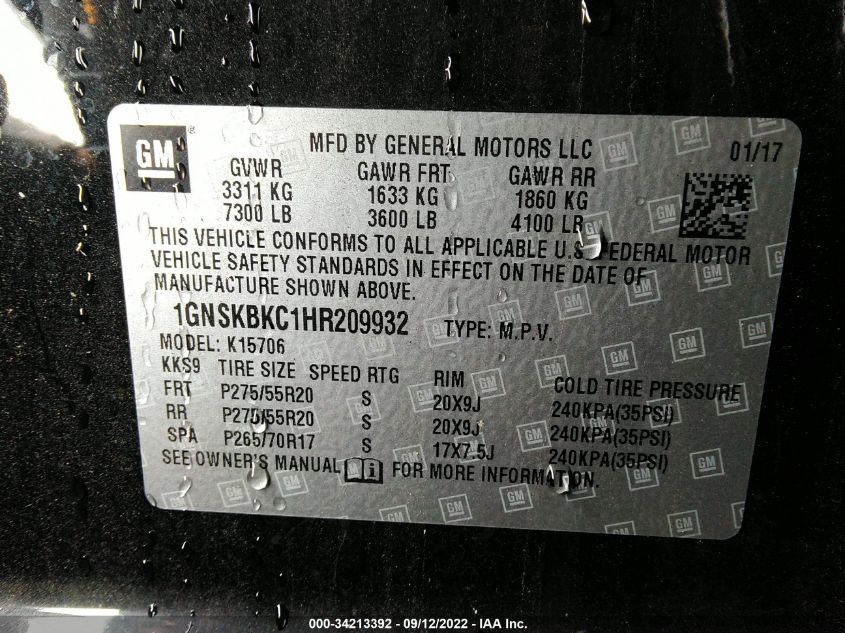 GM ®
MFD BY GENERAL MOTORS LLC 01/17
GVWR GAWR FRT GAWR RR
3311 KG 1633 KG 1860 KG
7300 LB 3600 LB 4100 LB
THIS VEHICLE CONFORMS TO ALL APPLICABLE U.S. FEDERAL MOTOR
VEHICLE SAFETY STANDARDS IN EFFECT ON THE DATE OF
MANUFACTURE SHOWN ABOVE.
1GNSKBKC1HR209932 TYPE: M.P.V.
MODEL: K15706
KKS9 TIRE SIZE SPEED RTG RIM COLD TIRE PRESSURE
FRT P275/55R20 S 20X9J 240KPA(35PSI)
RR P275/55R20 S 20X9J 240KPA(35PSI)
SPA P265/70R17 S 17X7.5J 240KPA(35PSI)
SEE OWNER'S MANUAL i FOR MORE INFORMATION.
000-34213392 - 09/12/2022 - IAA Inc.